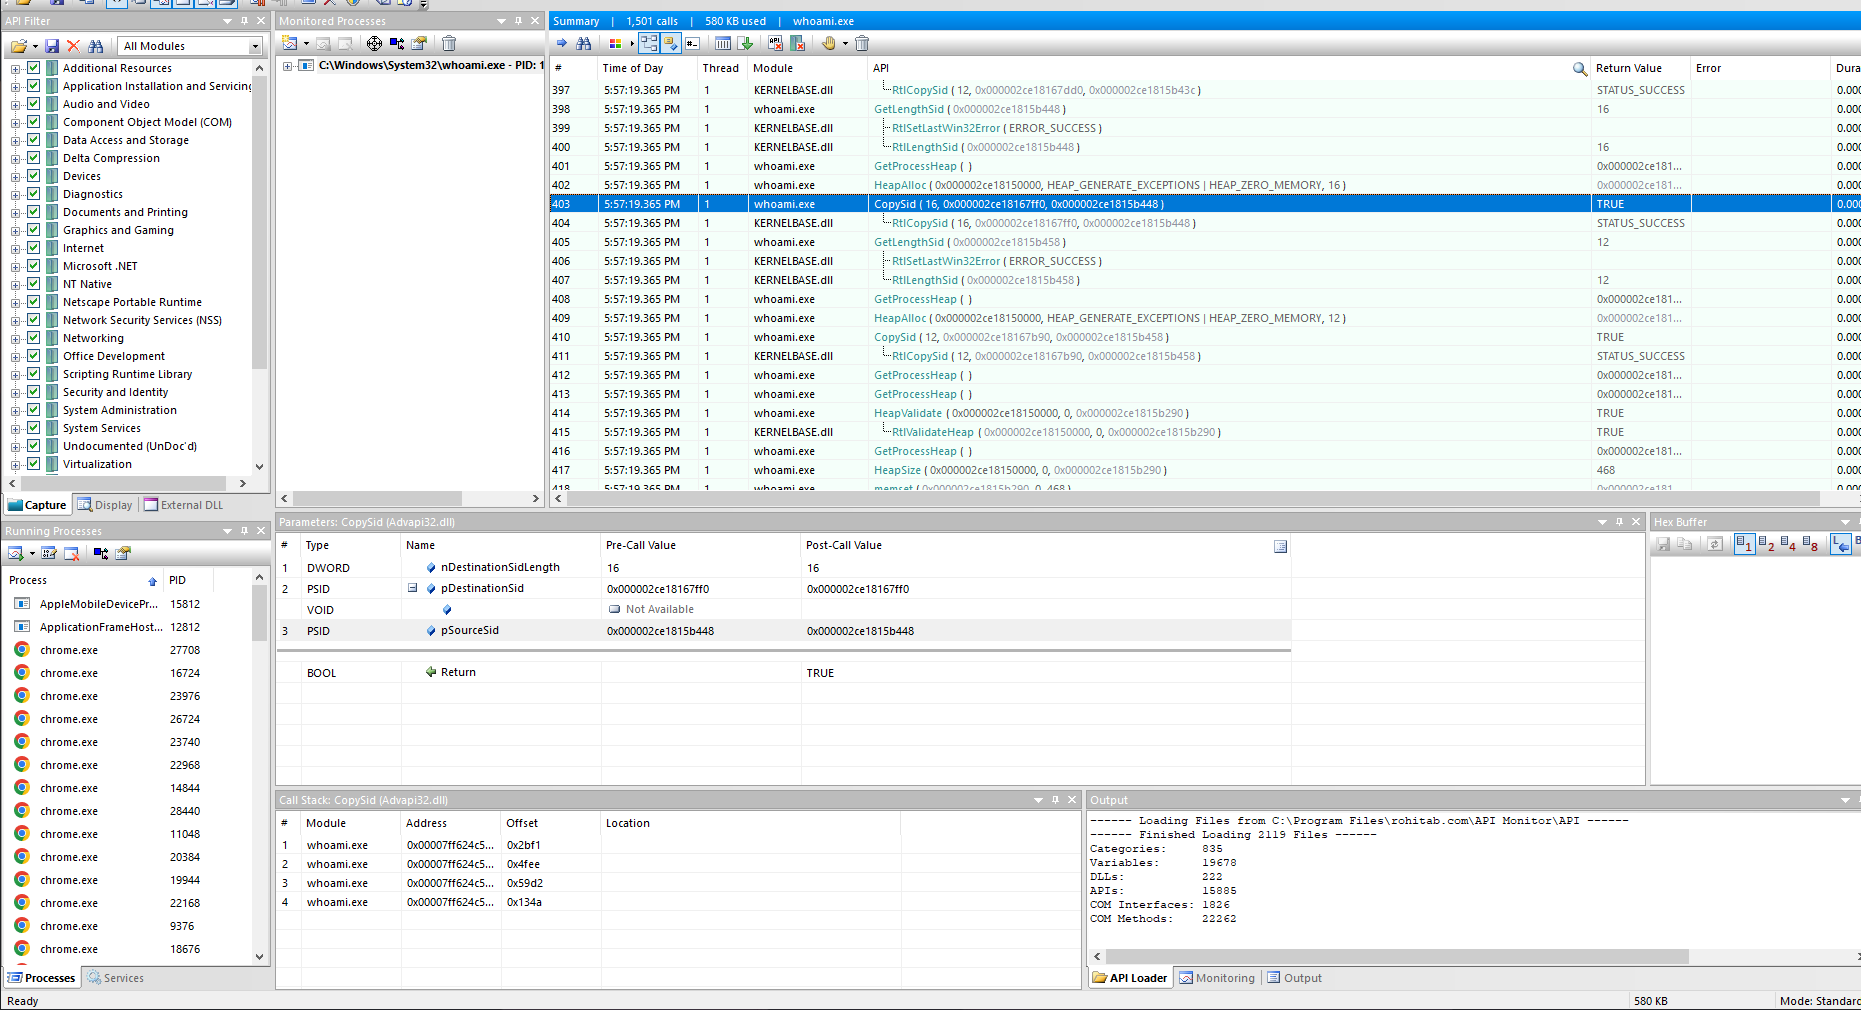 API Filter
All Modules
Additional Resources
Application Installation and Servicing
Audio and Video
Component Object Model (COM)
Data Access and Storage
Delta Compression
Devices
Diagnostics
Documents and Printing
Graphics and Gaming
Internet
Microsoft .NET
NT Native
Netscape Portable Runtime
Network Security Services (NSS)
Networking
Office Development
Scripting Runtime Library
Security and Identity
System Administration
System Services
Undocumented (UnDoc'd)
Virtualization
Capture Display External DLL
Monitored Processes
C:\Windows\System32\whoami.exe - PID: 1
Summary | 1,501 calls | 580 KB used | whoami.exe
# Time of Day Thread Module API Return Value Error Dura
397 5:57:19.365 PM 1 KERNELBASE.dll RtlCopySid ( 12, 0x000002ce18167dd0, 0x000002ce1815b43c ) STATUS_SUCCESS 0.000
398 5:57:19.365 PM 1 whoami.exe GetLengthSid ( 0x000002ce1815b448 ) 16 0.000
399 5:57:19.365 PM 1 KERNELBASE.dll RtlSetLastWin32Error ( ERROR_SUCCESS ) 0.000
400 5:57:19.365 PM 1 KERNELBASE.dll RtlLengthSid ( 0x000002ce1815b448 ) 16 0.000
401 5:57:19.365 PM 1 whoami.exe GetProcessHeap ( ) 0x000002ce181... 0.000
402 5:57:19.365 PM 1 whoami.exe HeapAlloc ( 0x000002ce18150000, HEAP_GENERATE_EXCEPTIONS | HEAP_ZERO_MEMORY, 16 ) 0x000002ce181... 0.000
403 5:57:19.365 PM 1 whoami.exe CopySid ( 16, 0x000002ce18167ff0, 0x000002ce1815b448 ) TRUE 0.000
404 5:57:19.365 PM 1 KERNELBASE.dll RtlCopySid ( 16, 0x000002ce18167ff0, 0x000002ce1815b448 ) STATUS_SUCCESS 0.000
405 5:57:19.365 PM 1 whoami.exe GetLengthSid ( 0x000002ce1815b458 ) 12 0.000
406 5:57:19.365 PM 1 KERNELBASE.dll RtlSetLastWin32Error ( ERROR_SUCCESS ) 0.000
407 5:57:19.365 PM 1 KERNELBASE.dll RtlLengthSid ( 0x000002ce1815b458 ) 12 0.000
408 5:57:19.365 PM 1 whoami.exe GetProcessHeap ( ) 0x000002ce181... 0.000
409 5:57:19.365 PM 1 whoami.exe HeapAlloc ( 0x000002ce18150000, HEAP_GENERATE_EXCEPTIONS | HEAP_ZERO_MEMORY, 12 ) 0x000002ce181... 0.000
410 5:57:19.365 PM 1 whoami.exe CopySid ( 12, 0x000002ce18167b90, 0x000002ce1815b458 ) TRUE 0.000
411 5:57:19.365 PM 1 KERNELBASE.dll RtlCopySid ( 12, 0x000002ce18167b90, 0x000002ce1815b458 ) STATUS_SUCCESS 0.000
412 5:57:19.365 PM 1 whoami.exe GetProcessHeap ( ) 0x000002ce181... 0.000
413 5:57:19.365 PM 1 whoami.exe GetProcessHeap ( ) 0x000002ce181... 0.000
414 5:57:19.365 PM 1 whoami.exe HeapValidate ( 0x000002ce18150000, 0, 0x000002ce1815b290 ) TRUE 0.000
415 5:57:19.365 PM 1 KERNELBASE.dll RtlValidateHeap ( 0x000002ce18150000, 0, 0x000002ce1815b290 ) TRUE 0.000
416 5:57:19.365 PM 1 whoami.exe GetProcessHeap ( ) 0x000002ce181... 0.000
417 5:57:19.365 PM 1 whoami.exe HeapSize ( 0x000002ce18150000, 0, 0x000002ce1815b290 ) 468 0.000
418 5:57:19.365 PM 1 whoami.exe memset ( 0x000002ce1815b290, 0, 468 ) 0x000002ce181... 0.000
Running Processes
Process PID
AppleMobileDevicePr... 15812
ApplicationFrameHost... 12812
chrome.exe 27708
chrome.exe 16724
chrome.exe 23976
chrome.exe 26724
chrome.exe 23740
chrome.exe 22968
chrome.exe 14844
chrome.exe 28440
chrome.exe 11048
chrome.exe 20384
chrome.exe 19944
chrome.exe 22168
chrome.exe 9376
chrome.exe 18676
Processes Services
Parameters: CopySid (Advapi32.dll)
# Type Name Pre-Call Value Post-Call Value
1 DWORD nDestinationSidLength 16 16
2 PSID pDestinationSid 0x000002ce18167ff0 0x000002ce18167ff0
VOID Not Available
3 PSID pSourceSid 0x000002ce1815b448 0x000002ce1815b448
BOOL Return TRUE
Hex Buffer
1 2 4 8 L B
Call Stack: CopySid (Advapi32.dll)
# Module Address Offset Location
1 whoami.exe 0x00007ff624c5... 0x2bf1
2 whoami.exe 0x00007ff624c5... 0x4fee
3 whoami.exe 0x00007ff624c5... 0x59d2
4 whoami.exe 0x00007ff624c5... 0x134a
Output
------ Loading Files from C:\Program Files\rohitab.com\API Monitor\API ------
------ Finished Loading 2119 Files ------
Categories: 835
Variables: 19678
DLLs: 222
APIs: 15885
COM Interfaces: 1826
COM Methods: 22262
API Loader Monitoring Output
Ready 580 KB Mode: Standard